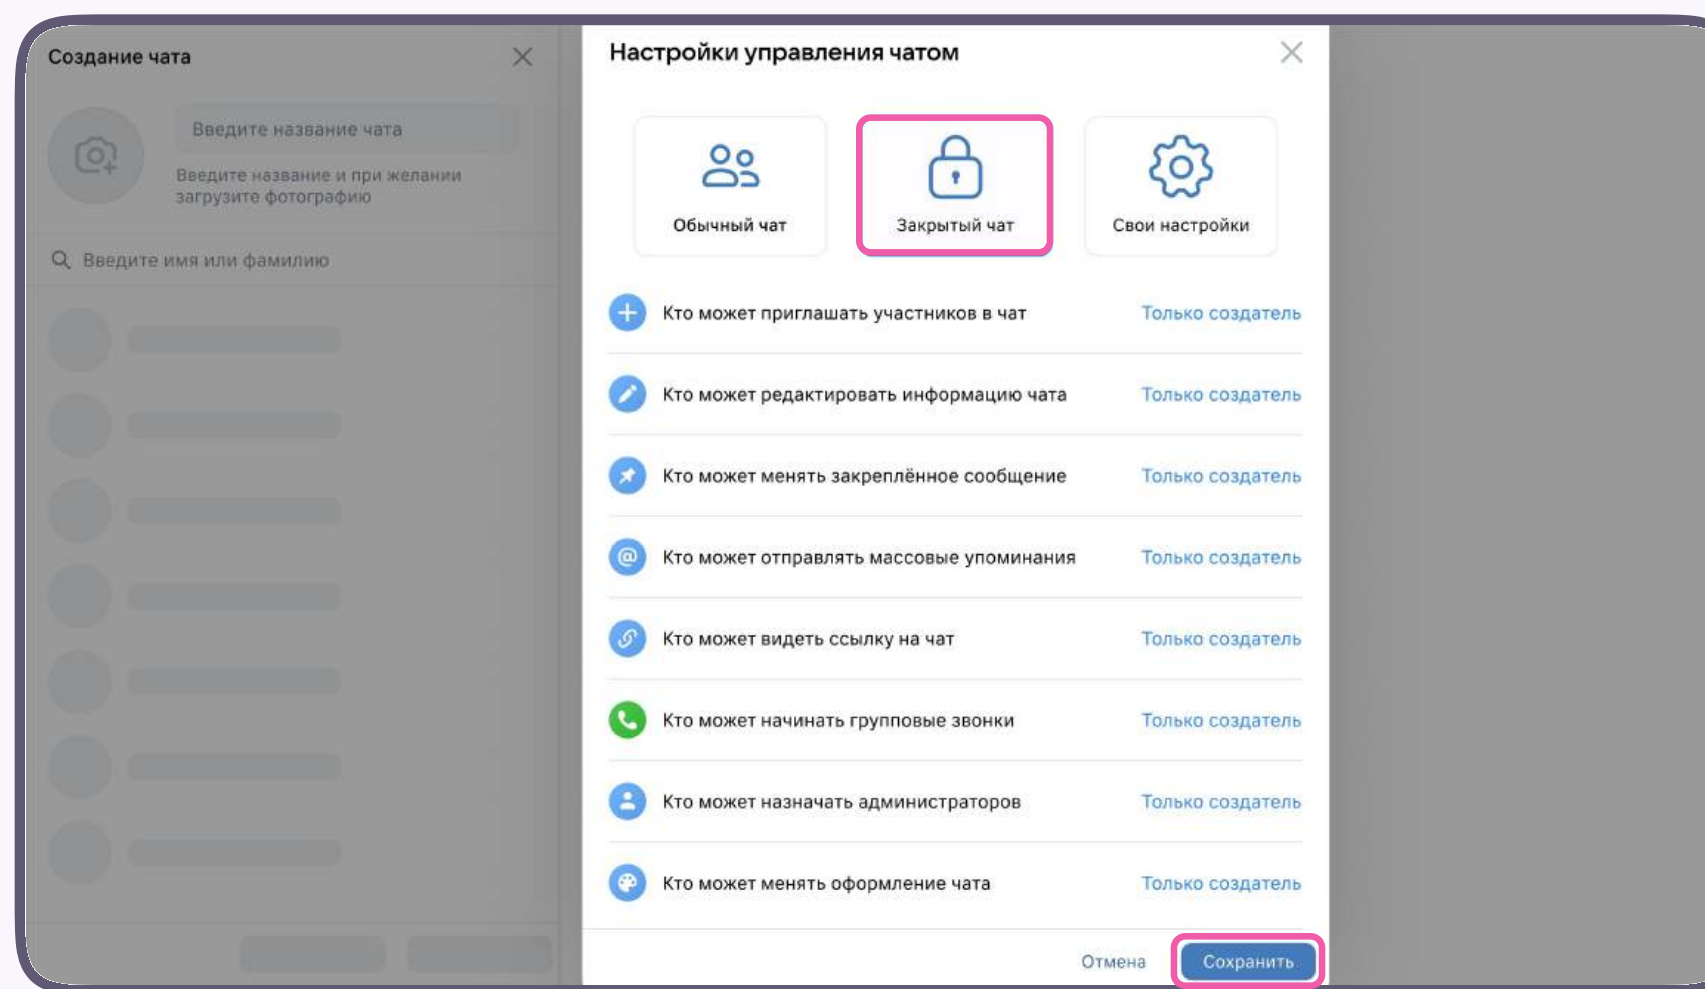 Создание чата
Введите название чата
Введите название и при желании
загрузите фотографию
Введите имя или фамилию
Настройки управления чатом
Обычный чат
Закрытый чат
Свои настройки
Кто может приглашать участников в чат Только создатель
Кто может редактировать информацию чата Только создатель
Кто может менять закреплённое сообщение Только создатель
Кто может отправлять массовые упоминания Только создатель
Кто может видеть ссылку на чат Только создатель
Кто может начинать групповые звонки Только создатель
Кто может назначать администраторов Только создатель
Кто может менять оформление чата Только создатель
Отмена Сохранить